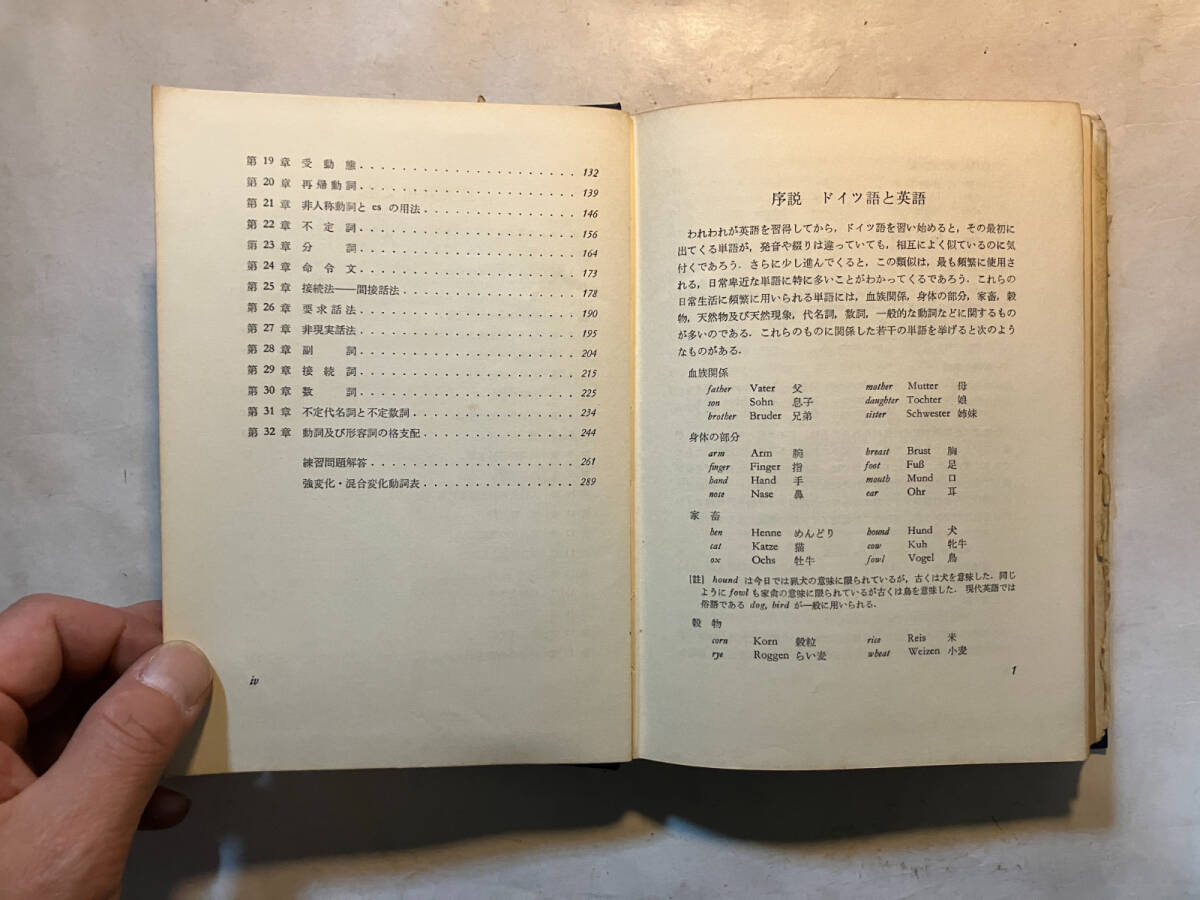 第 19 章 受 動 態 . . . . . . . . . . . . . . . . . . . . . 132
第 20 章 再 帰 動 詞 . . . . . . . . . . . . . . . . . . . . . 139
第 21 章 非人称動詞と es の用法 . . . . . . . . . . . . . . . 146
第 22 章 不 定 詞 . . . . . . . . . . . . . . . . . . . . . 156
第 23 章 分 詞 . . . . . . . . . . . . . . . . . . . . . 164
第 24 章 命 令 文 . . . . . . . . . . . . . . . . . . . . . 173
第 25 章 接続法——間接話法 . . . . . . . . . . . . . . . . . 178
第 26 章 要 求 話 法 . . . . . . . . . . . . . . . . . . . . . 190
第 27 章 非現実話法 . . . . . . . . . . . . . . . . . . . . . 195
第 28 章 副 詞 . . . . . . . . . . . . . . . . . . . . . 204
第 29 章 接 続 詞 . . . . . . . . . . . . . . . . . . . . . 215
第 30 章 数 詞 . . . . . . . . . . . . . . . . . . . . . 225
第 31 章 不定代名詞と不定数詞 . . . . . . . . . . . . . . . . 234
第 32 章 動詞及び形容詞の格支配 . . . . . . . . . . . . . . . 244
練習問題解答 . . . . . . . . . . . . . . . . . . . . 261
強変化・混合変化動詞表 . . . . . . . . . . . . . . . 289
iv
序説 ドイツ語と英語
われわれが英語を習得してから，ドイツ語を習い始めると，その最初に
出てくる単語が，発音や綴りは違っていても，相互によく似ているのに気
付くであろう．さらに少し進んでくると，この類似は，最も頻繁に使用さ
れる，日常卑近な単語に特に多いことがわかってくるであろう．これらの
日常生活に頻繁に用いられる単語には，血族関係，身体の部分，家畜，穀
物，天然物及び天然現象，代名詞，数詞，一般的な動詞などに関するもの
が多いのである．これらのものに関係した若干の単語を挙げると次のよう
なものがある．
血族関係
father Vater 父 mother Mutter 母
son Sohn 息子 daughter Tochter 娘
brother Bruder 兄弟 sister Schwester 姉妹
身体の部分
arm Arm 腕 breast Brust 胸
finger Finger 指 foot Fuß 足
hand Hand 手 mouth Mund 口
nose Nase 鼻 ear Ohr 耳
家 畜
hen Henne めんどり hound Hund 犬
cat Katze 猫 cow Kuh 牝牛
ox Ochs 牡牛 fowl Vogel 鳥
[註] hound は今日では猟犬の意味に限られているが，古くは犬を意味した．同じ
ように fowl も家禽の意味に限られているが古くは鳥を意味した．現代英語では
俗語である dog, bird が一般に用いられる．
穀 物
corn Korn 穀粒 rice Reis 米
rye Roggen らい麦 wheat Weizen 小麦
1